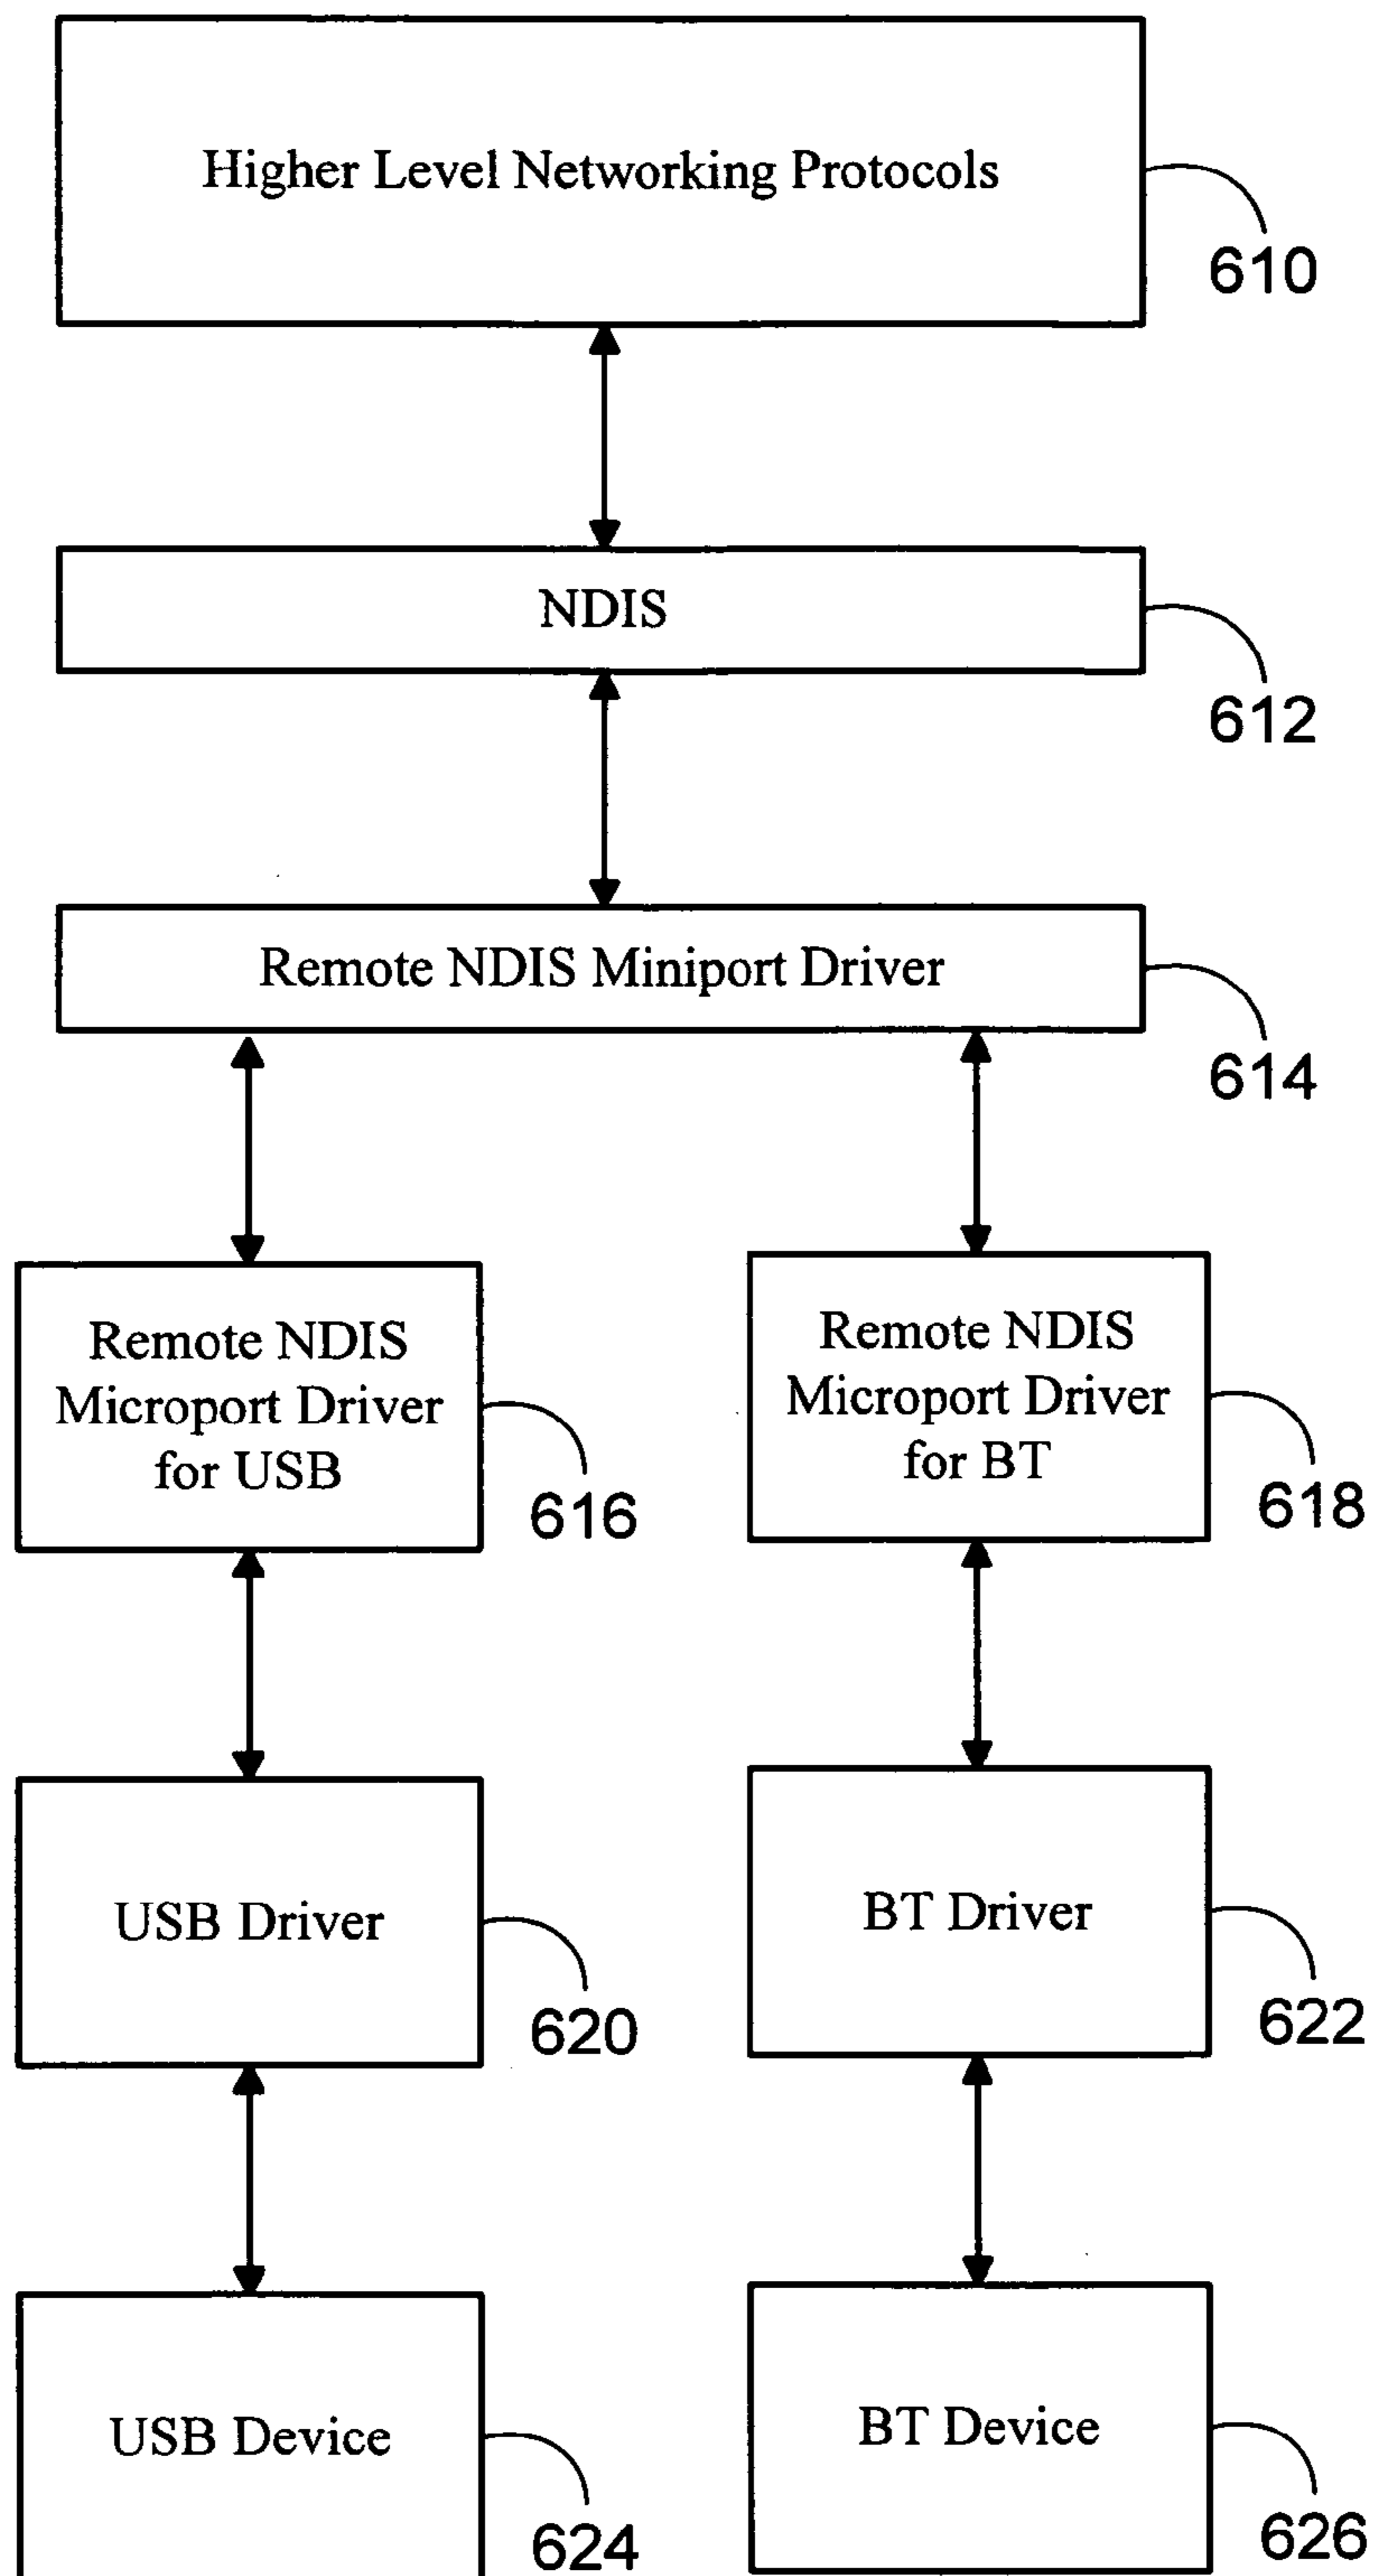 Higher Level Networking Protocols
610
NDIS
612
Remote NDIS Miniport Driver
614
Remote NDIS
Microport Driver
for USB
616
Remote NDIS
Microport Driver
for BT
618
USB Driver
620
BT Driver
622
USB Device
624
BT Device
626